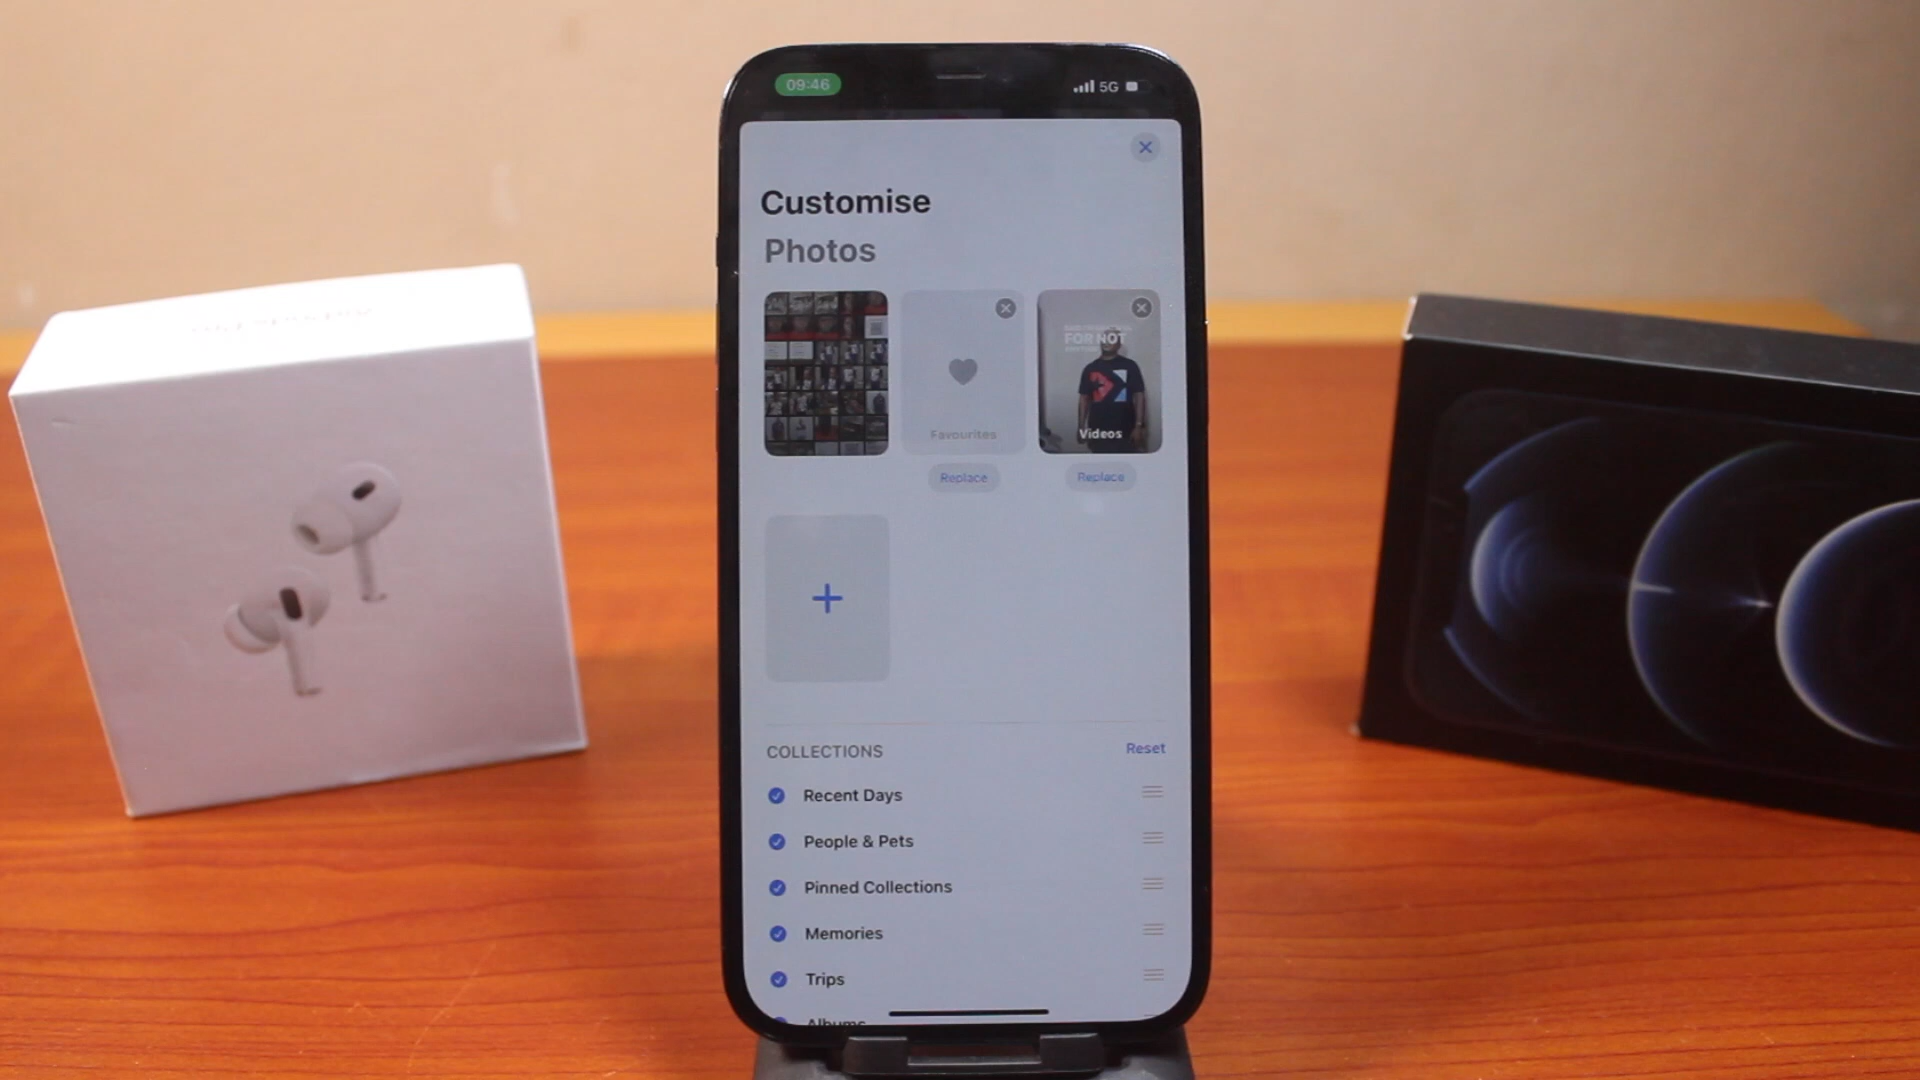 09:46
5G
Customise
Photos
FOR NOT
Favourites
Videos
Replace
Replace
COLLECTIONS
Reset
Recent Days
People & Pets
Pinned Collections
Memories
Trips
Albums